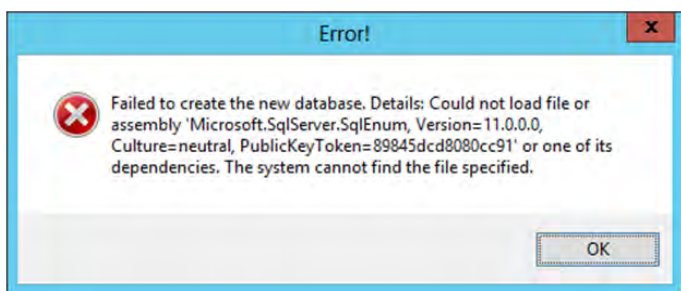 Error!
x
Failed to create the new database. Details: Could not load file or
assembly 'Microsoft.SqlServer.SqlEnum, Version=11.0.0.0,
Culture=neutral, PublicKeyToken=89845dcd8080cc91' or one of its
dependencies. The system cannot find the file specified.
OK